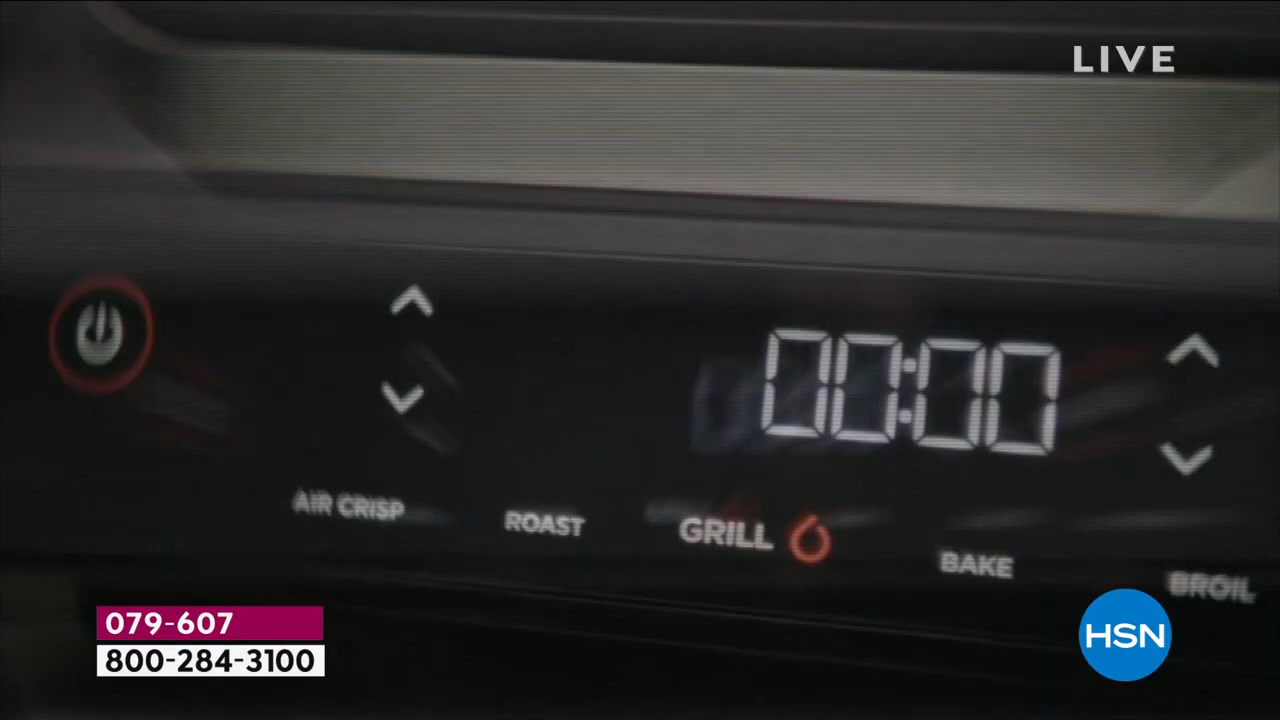 LIVE
00:00
AIR CRISP
ROAST
GRILL
BAKE
BROIL
079-607
800-284-3100
HSN